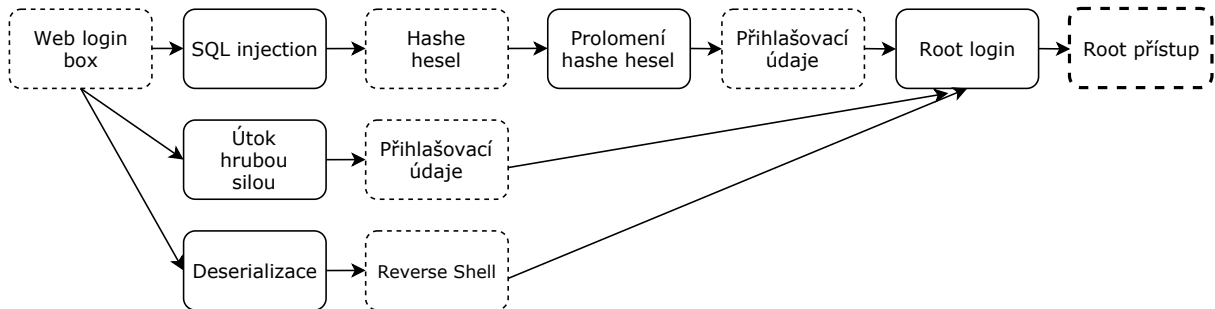 Web login
box
SQL injection
Hashe
hesel
Prolomení
hashe hesel
Přihlašovací
údaje
Root login
Root přístup
Útok
hrubou
silou
Přihlašovací
údaje
Deserializace
Reverse Shell